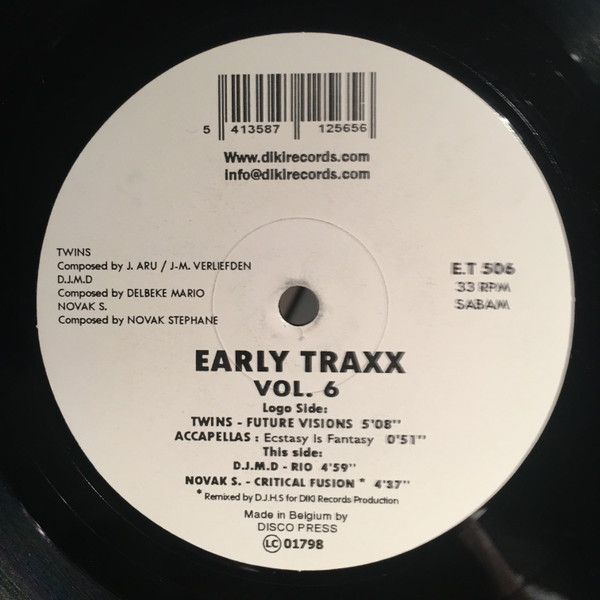 5 413587 125656
Www.dikirecords.com
info@dikirecords.com
TWINS
Composed by J. ARU / J-M. VERLIEFDEN
D.J.M.D
Composed by DELBEKE MARIO
NOVAK S.
Composed by NOVAK STEPHANE
E.T 506
33 RPM
SABAM
EARLY TRAXX
VOL. 6
Logo Side:
TWINS - FUTURE VISIONS 5'08''
ACCAPELLAS : Ecstasy Is Fantasy 0'51''
This side:
D.J.M.D - RIO 4'59''
NOVAK S. - CRITICAL FUSION * 4'37''
* Remixed by D.J.H.S for DIKI Records Production
Made in Belgium by
DISCO PRESS
LC 01798